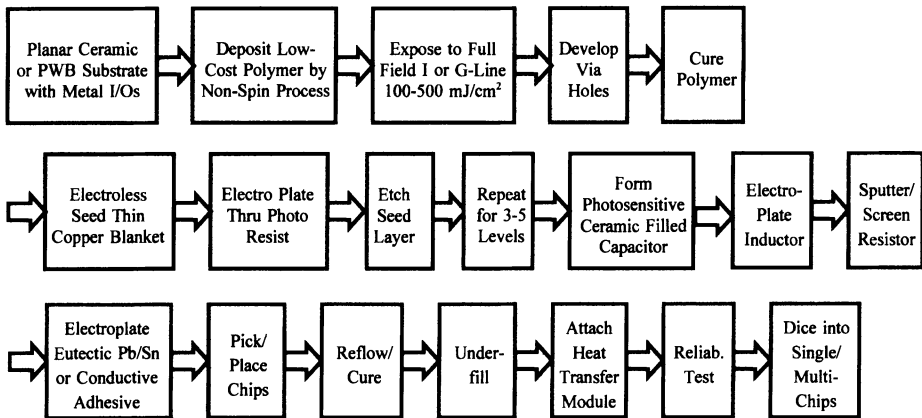 Planar Ceramic
or PWB Substrate
with Metal I/Os
Deposit Low-
Cost Polymer by
Non-Spin Process
Expose to Full
Field I or G-Line
100-500 mJ/cm²
Develop
Via
Holes
Cure
Polymer
Electroless
Seed Thin
Copper Blanket
Electro Plate
Thru Photo
Resist
Etch
Seed
Layer
Repeat
for 3-5
Levels
Form
Photosensitive
Ceramic Filled
Capacitor
Electro-
Plate
Inductor
Sputter/
Screen
Resistor
Electroplate
Eutectic Pb/Sn
or Conductive
Adhesive
Pick/
Place
Chips
Reflow/
Cure
Under-
fill
Attach
Heat
Transfer
Module
Reliab.
Test
Dice into
Single/
Multi-
Chips